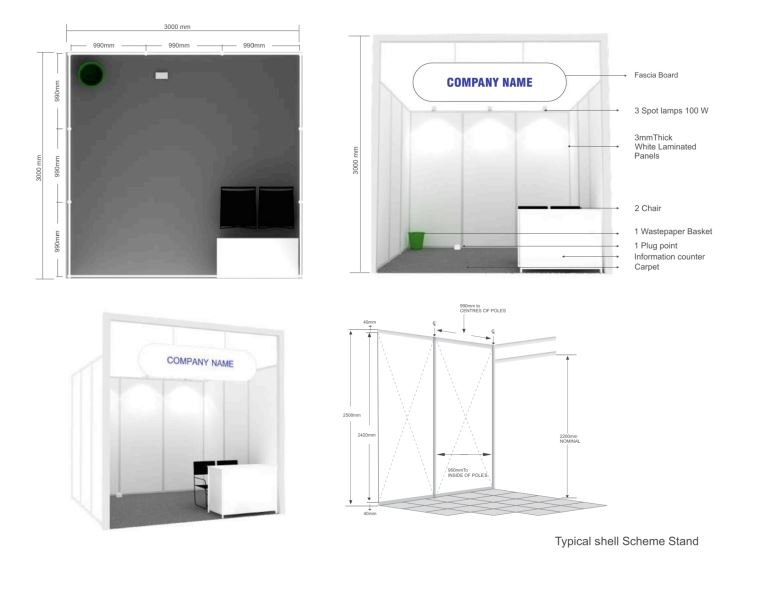 3000 mm
990mm
990mm
990mm
3000 mm
990mm
990mm
990mm
3000 mm
COMPANY NAME
Fascia Board
3 Spot lamps 100 W
3mmThick
White Laminated
Panels
2 Chair
1 Wastepaper Basket
1 Plug point
Information counter
Carpet
COMPANY NAME
990mm to
CENTRES OF POLES
40mm
2500mm
2420mm
2200mm
NOMINAL
950mmTo
INSIDE OF POLES
40mm
Typical shell Scheme Stand